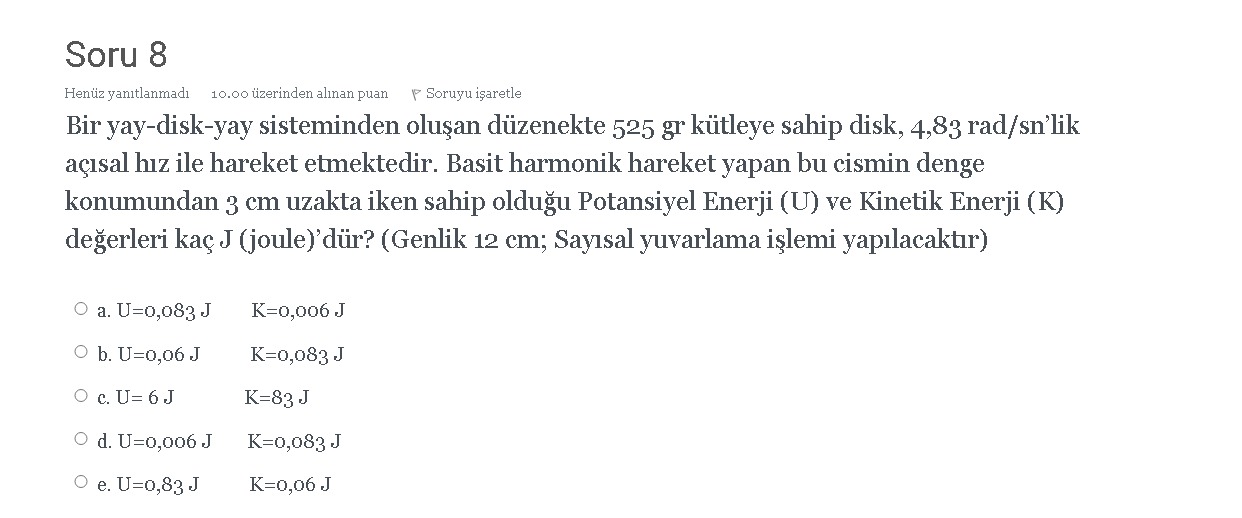 Soru 8
Henüz yanıtlanmadı 10.00 üzerinden alınan puan Soruyu işaretle
Bir yay-disk-yay sisteminden oluşan düzenekte 525 gr kütleye sahip disk, 4,83 rad/sn'lik
açısal hız ile hareket etmektedir. Basit harmonik hareket yapan bu cismin denge
konumundan 3 cm uzakta iken sahip olduğu Potansiyel Enerji (U) ve Kinetik Enerji (K)
değerleri kaç J (joule)'dür? (Genlik 12 cm; Sayısal yuvarlama işlemi yapılacaktır)
a. U=0,083 J K=0,006 J
b. U=0,06 J K=0,083 J
c. U= 6 J K=83 J
d. U=0,006 J K=0,083 J
e. U=0,83 J K=0,06 J